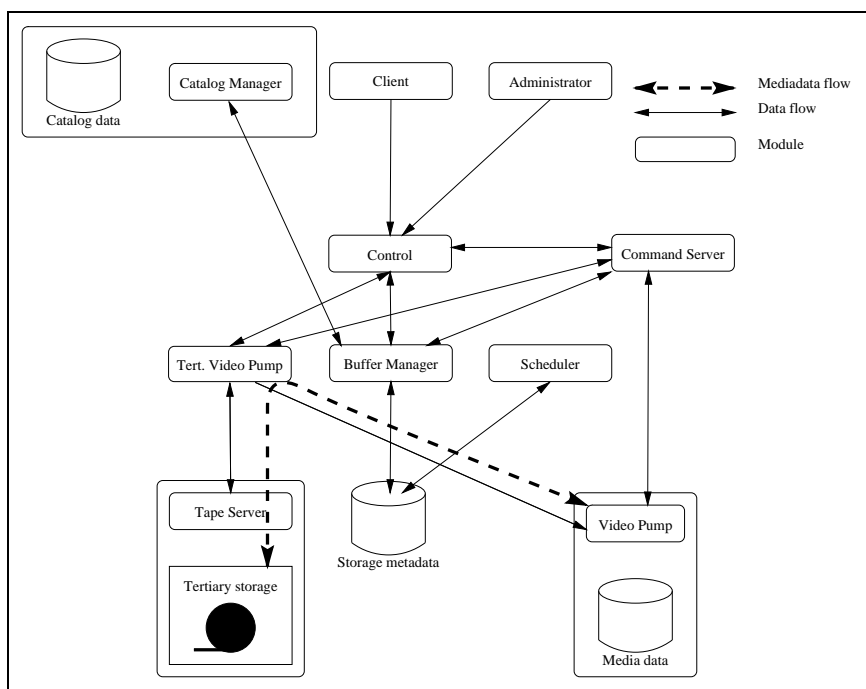 Catalog Manager
Client
Administrator
Mediadata flow
Data flow
Catalog data
Module
Control
Command Server
Tert. Video Pump
Buffer Manager
Scheduler
Tape Server
Video Pump
Storage metadata
Tertiary storage
Media data